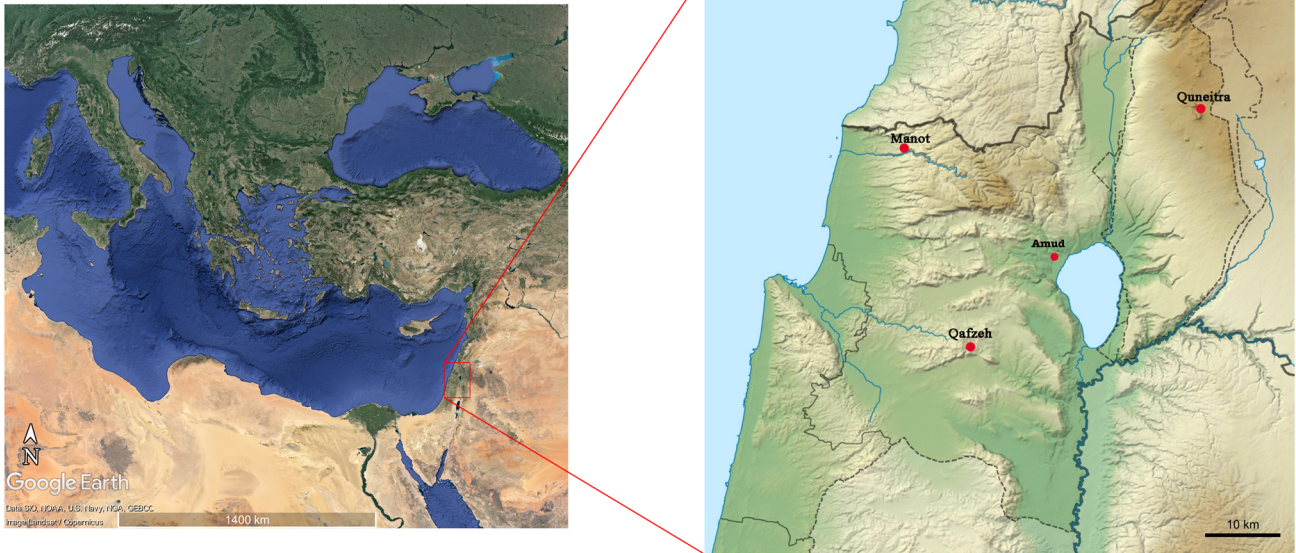 N
Google Earth
Data SIO, NOAA, U.S. Navy, NGA, GEBCO
Image Landsat / Copernicus
1400 km
Quneitra
Manot
Amud
Qafzeh
10 km